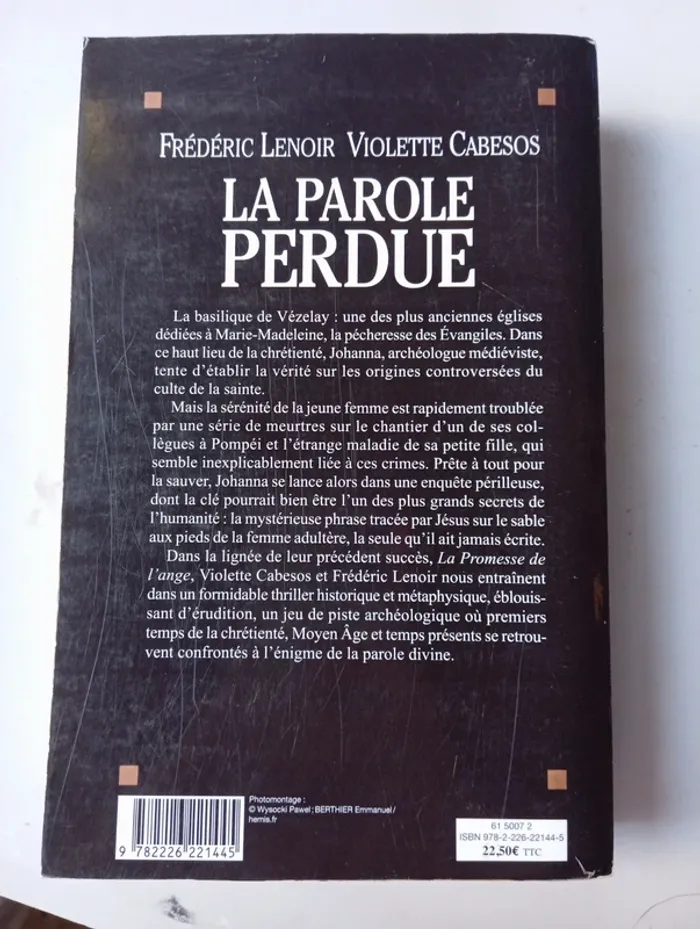 FRÉDÉRIC LENOIR VIOLETTE CABESOS
LA PAROLE
PERDUE
La basilique de Vézelay : une des plus anciennes églises
dédiées à Marie-Madeleine, la pécheresse des Évangiles. Dans
ce haut lieu de la chrétienté, Johanna, archéologue médiéviste,
tente d'établir la vérité sur les origines controversées du
culte de la sainte.
Mais la sérénité de la jeune femme est rapidement troublée
par une série de meurtres sur le chantier d'un de ses col-
lègues à Pompéi et l'étrange maladie de sa petite fille, qui
semble inexplicablement liée à ces crimes. Prête à tout pour
la sauver, Johanna se lance alors dans une enquête périlleuse,
dont la clé pourrait bien être l'un des plus grands secrets de
l'humanité : la mystérieuse phrase tracée par Jésus sur le sable
aux pieds de la femme adultère, la seule qu'il ait jamais écrite.
Dans la lignée de leur précédent succès, La Promesse de
l'ange, Violette Cabesos et Frédéric Lenoir nous entraînent
dans un formidable thriller historique et métaphysique, éblouis-
sant d'érudition, un jeu de piste archéologique où premiers
temps de la chrétienté, Moyen Âge et temps présents se retrou-
vent confrontés à l'énigme de la parole divine.
Photomontage :
© Wysocki Pawel ; BERTHIER Emmanuel /
hemis.fr
9 782226 221445
61 5007 2
ISBN 978-2-226-22144-5
22,50€ TTC